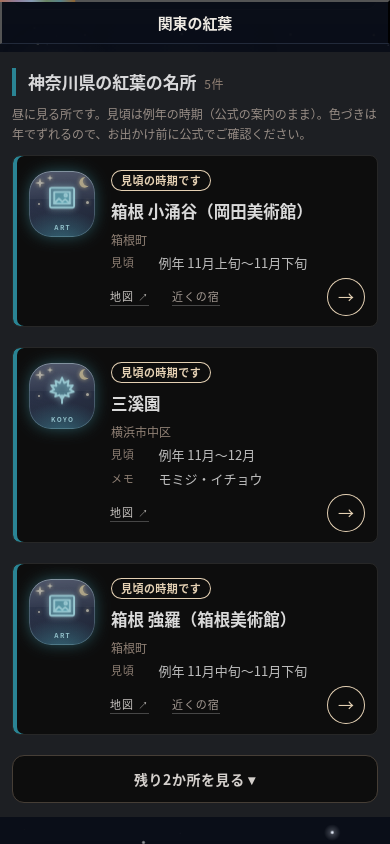 関東の紅葉
神奈川県の紅葉の名所 5件
昼に見る所です。見頃は例年の時期（公式の案内のまま）。色づきは
年でずれるので、お出かけ前に公式でご確認ください。
見頃の時期です
箱根 小涌谷（岡田美術館）
ART
箱根町
見頃 例年 11月上旬〜11月下旬
地図 ↗ 近くの宿 →
見頃の時期です
三溪園
KOYO
横浜市中区
見頃 例年 11月〜12月
メモ モミジ・イチョウ
地図 ↗ →
見頃の時期です
箱根 強羅（箱根美術館）
ART
箱根町
見頃 例年 11月中旬〜11月下旬
地図 ↗ 近くの宿 →
残り2か所を見る ▾